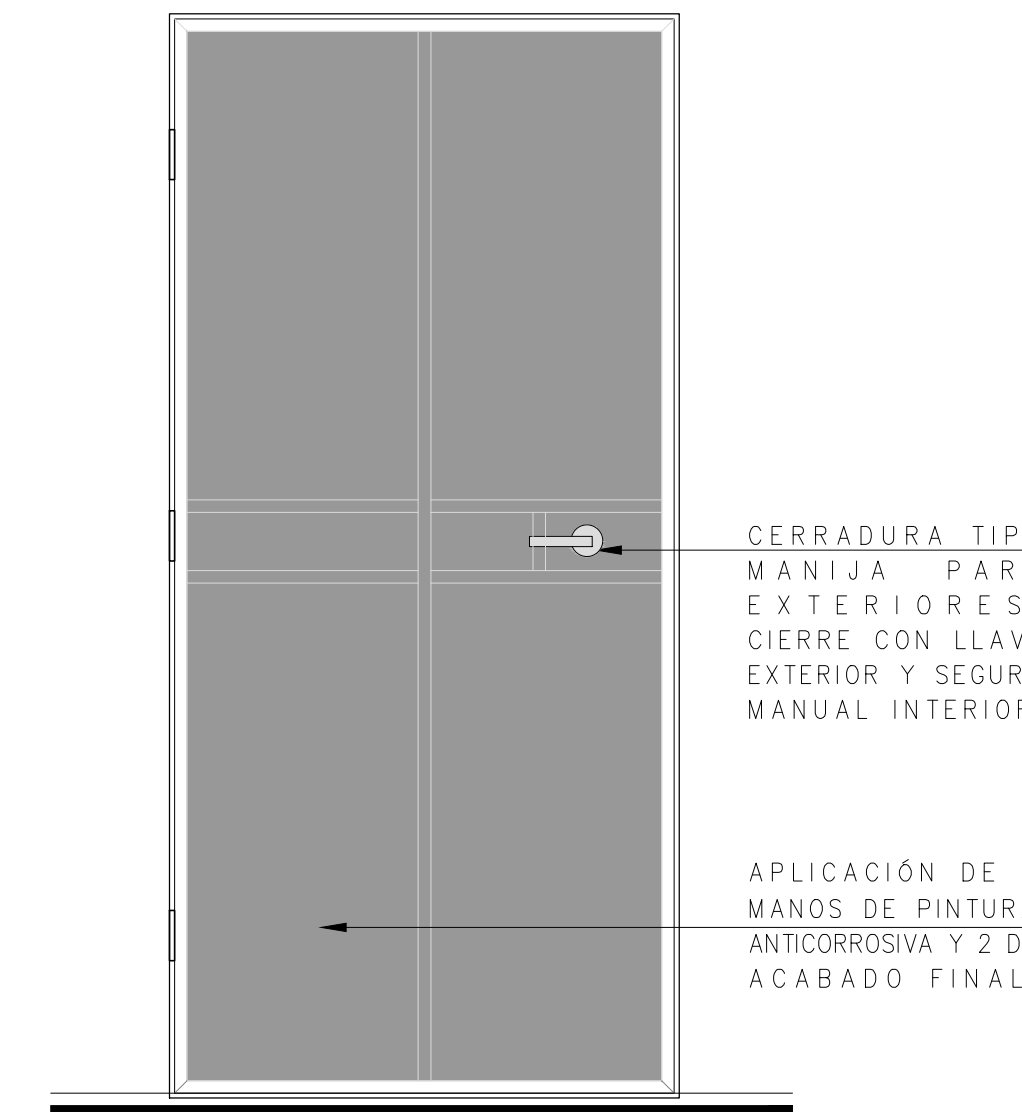 CERRADURA TIP
MANIJA PAR
EXTERIORES
CIERRE CON LLAV
EXTERIOR Y SEGUR
MANUAL INTERIOR
APLICACIÓN DE
MANOS DE PINTUR
ANTICORROSIVA Y 2 D
ACABADO FINAL